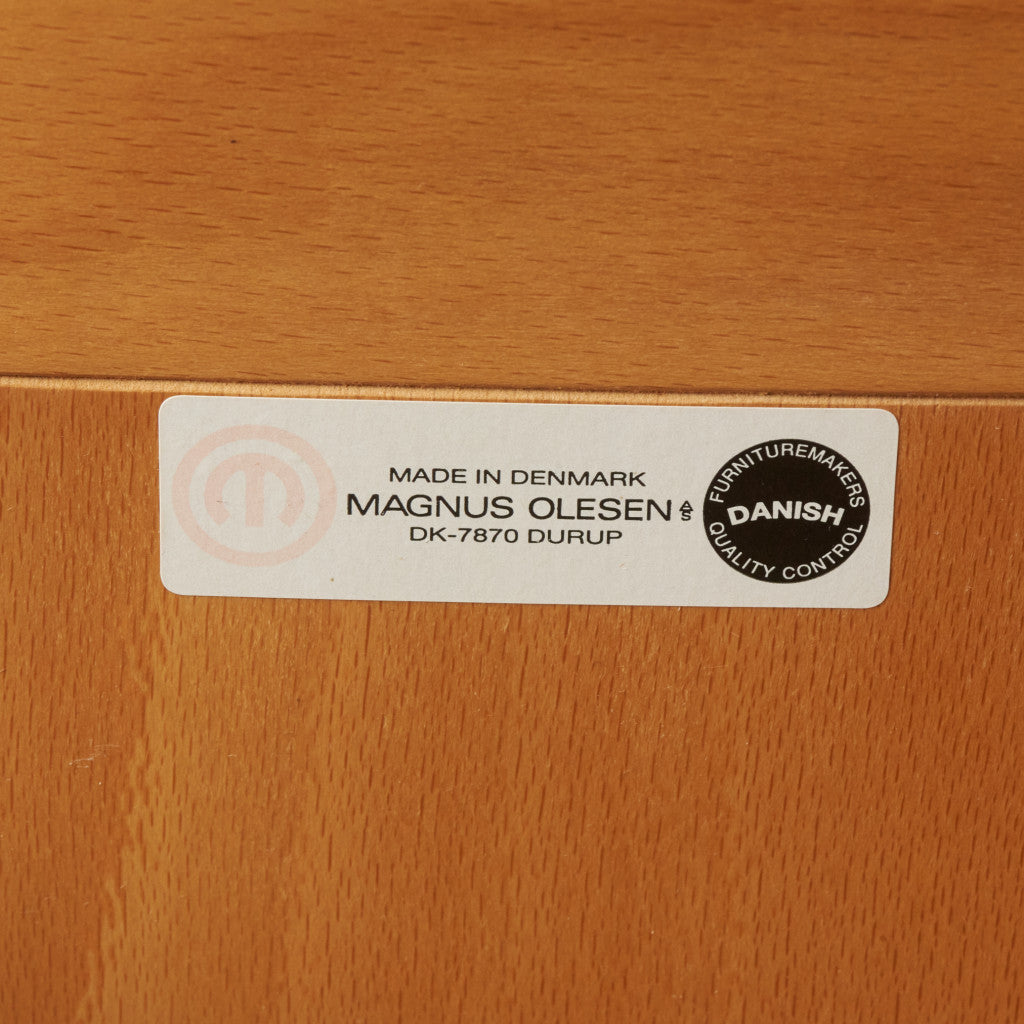 MADE IN DENMARK
MAGNUS OLESEN A/S
DK-7870 DURUP
FURNITUREMAKERS
DANISH
QUALITY CONTROL